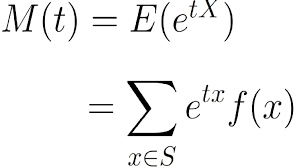 M(t) = E(e^{tX})
= \sum_{x \in S} e^{tx} f(x)